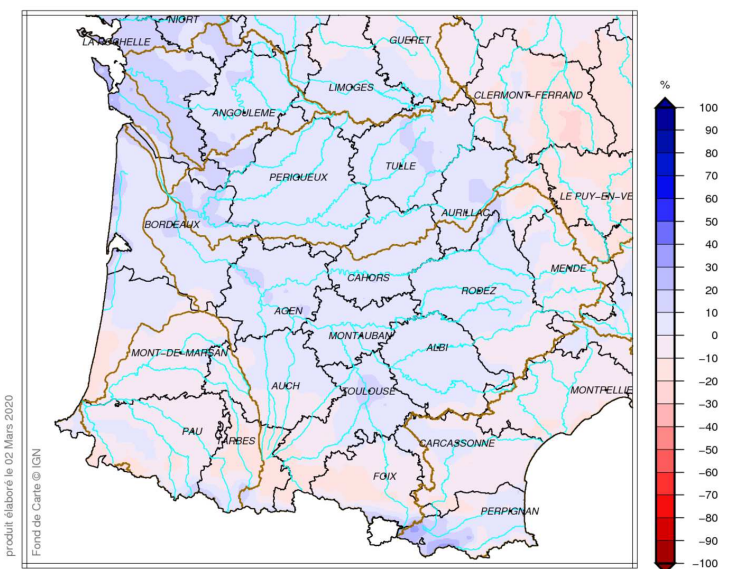 NIORT
LA ROCHELLE
GUERET
LIMOGES
CLERMONT-FERRAND
ANGOULEME
PERIGUEUX
TULLE
LE PUY-EN-VE
AURILLAC
BORDEAUX
MENDE
CAHORS
RODEZ
AGEN
MONTAUBAN
ALBI
MONT-DE-MARSAN
AUCH
TOULOUSE
MONTPELLIE
PAU
TARBES
CARCASSONNE
FOIX
PERPIGNAN
%
100
90
80
70
60
50
40
30
20
10
0
-10
-20
-30
-40
-50
-60
-70
-80
-90
-100
produit élaboré le 02 Mars 2020
Fond de Carte © IGN